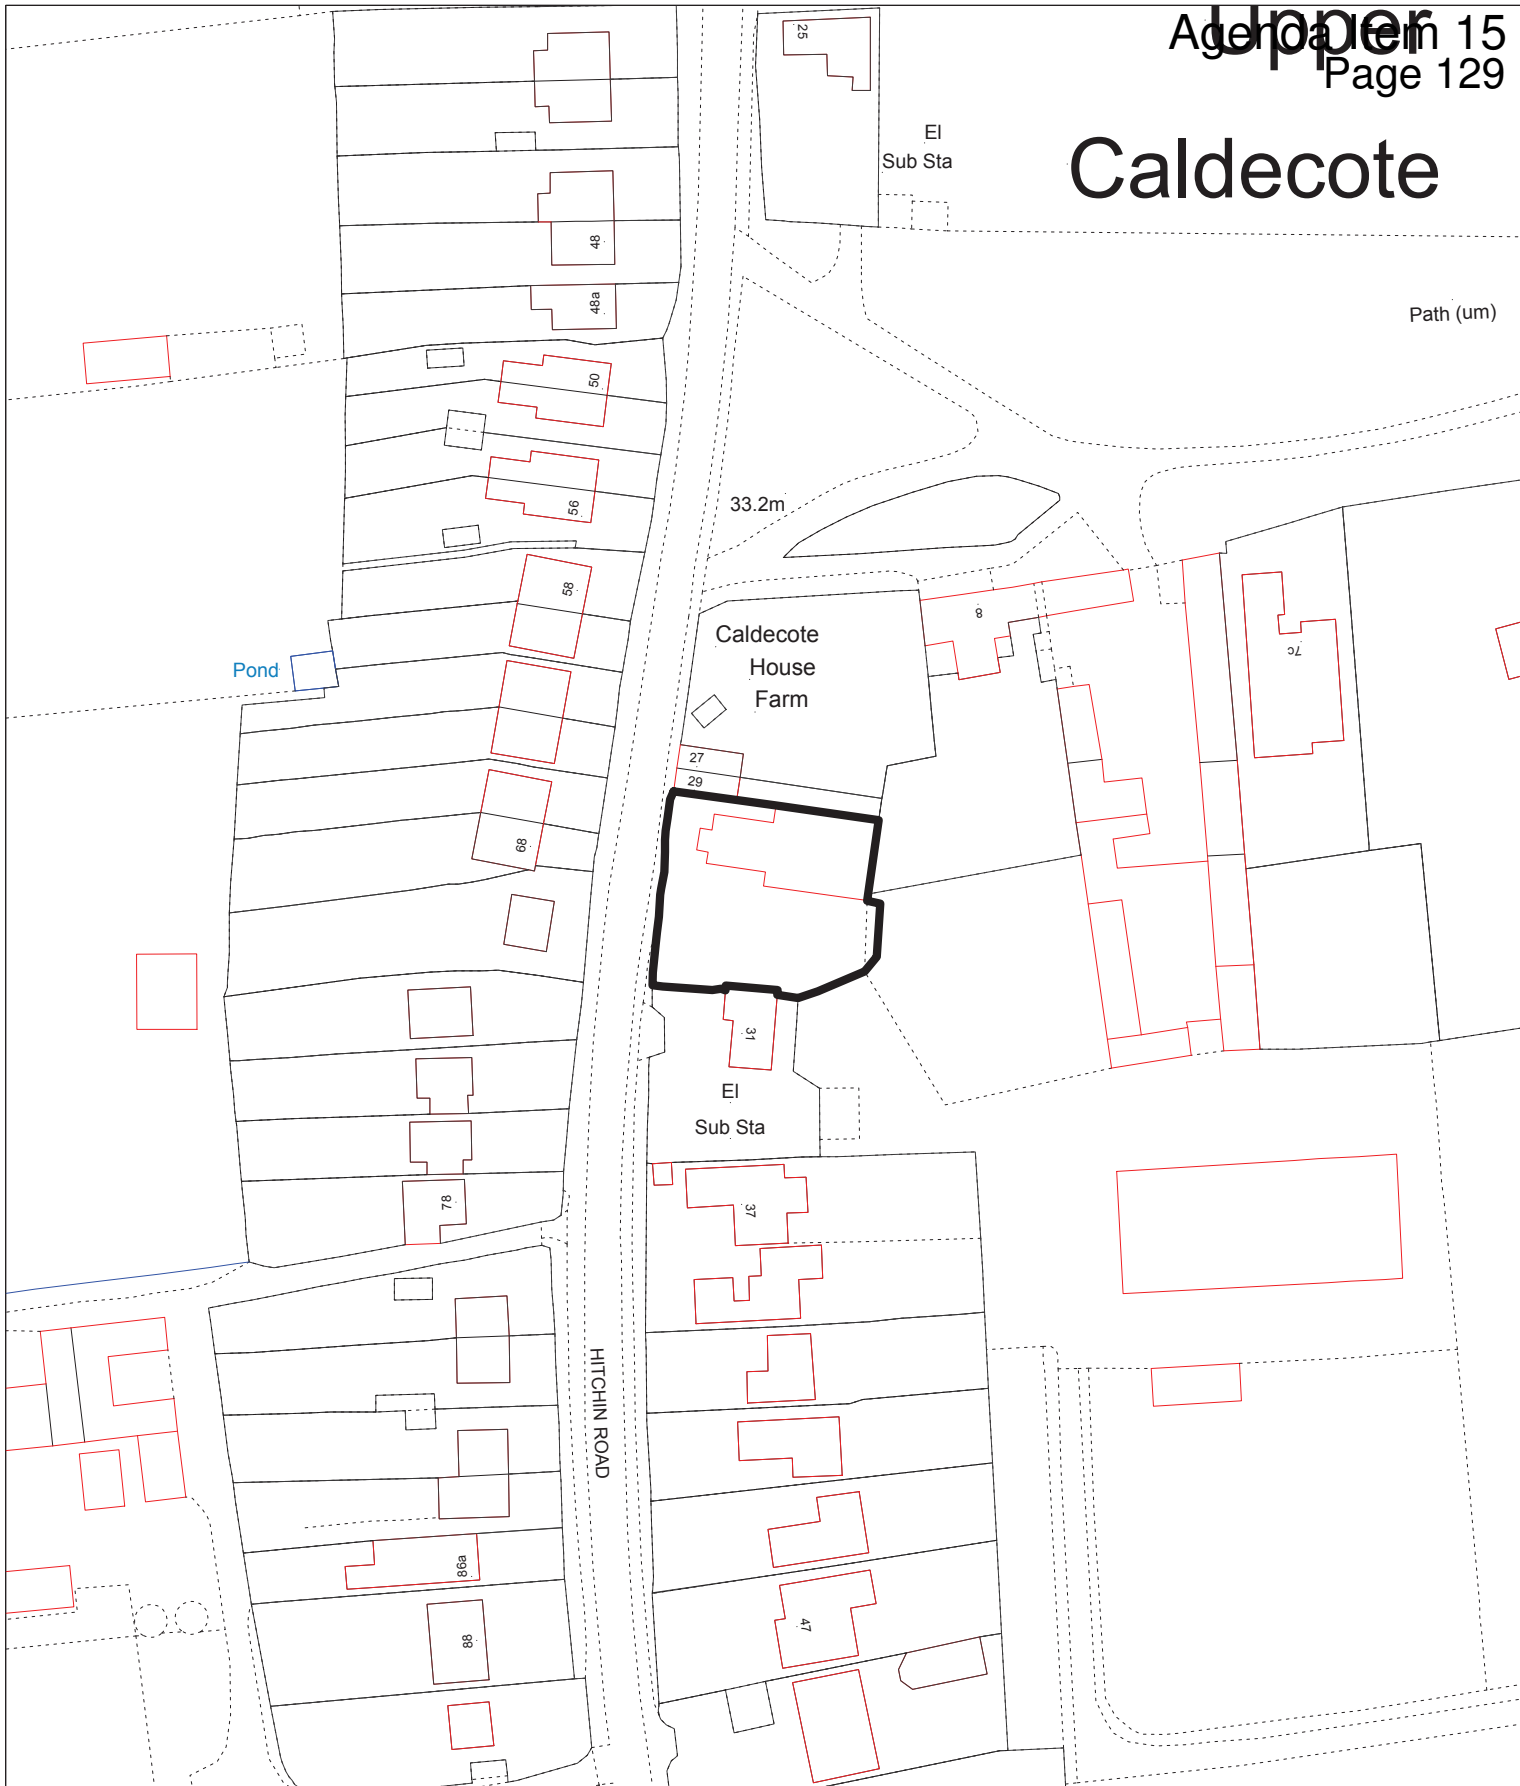 Upper
Agenda Item 15
Page 129
Caldecote
25
El
Sub Sta
48
48a
Path (um)
50
33.2m
56
58
8
Caldecote
House
Farm
7c
Pond
27
29
68
31
El
Sub Sta
78
37
HITCHIN ROAD
86a
47
88